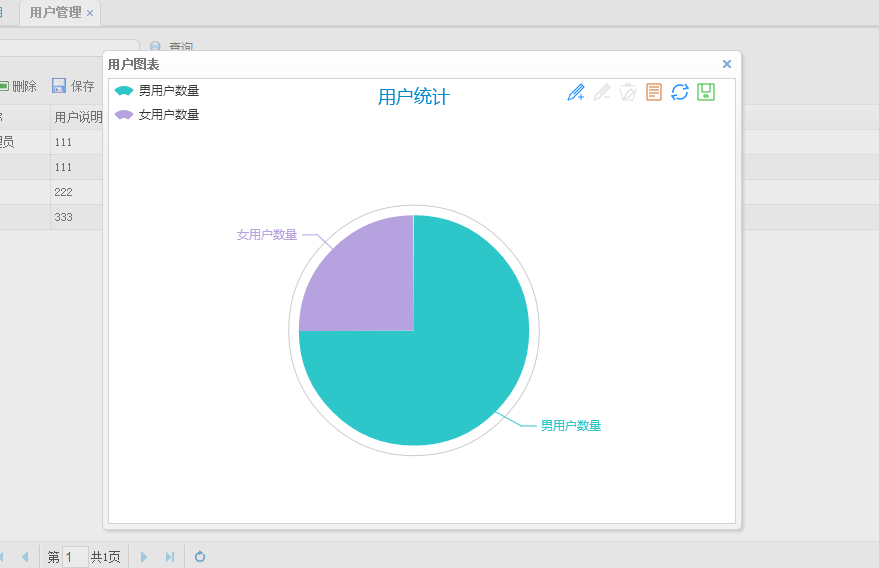 用户管理 ×
查询
删除 保存
用户说明
理员 111
111
222
333
用户图表
男用户数量
女用户数量
用户统计
女用户数量
男用户数量
第 1 共1页